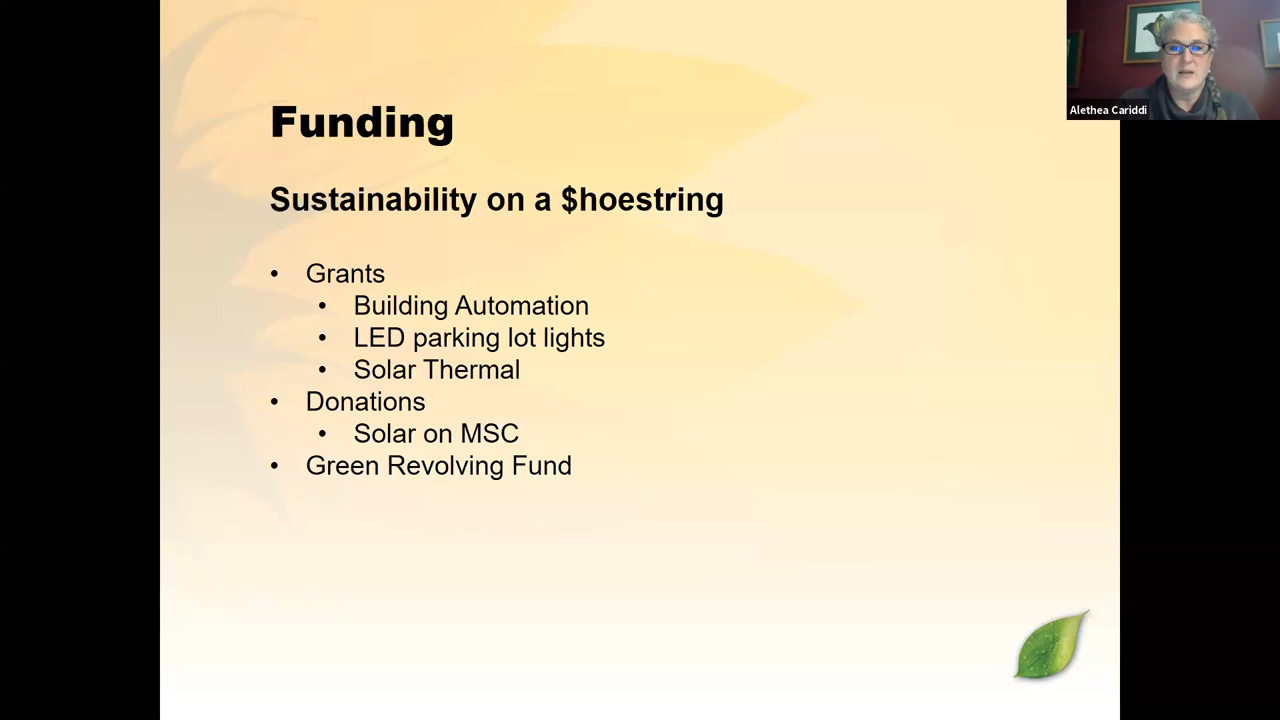 Funding
Sustainability on a $hoestring
• Grants
• Building Automation
• LED parking lot lights
• Solar Thermal
• Donations
• Solar on MSC
• Green Revolving Fund
Alethea Cariddi